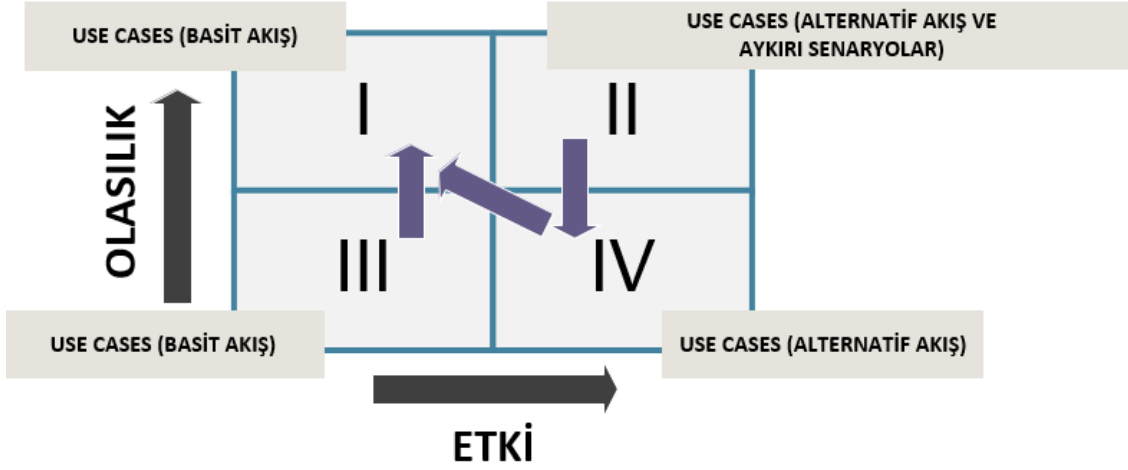 USE CASES (BASİT AKIŞ)
USE CASES (ALTERNATİF AKIŞ VE
AYKIRI SENARYOLAR)
I
II
OLASILIK
III
IV
USE CASES (BASİT AKIŞ)
USE CASES (ALTERNATİF AKIŞ)
ETKİ